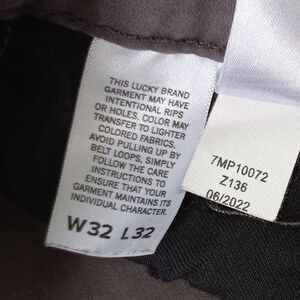 THIS LUCKY BRAND
GARMENT MAY HAVE
INTENTIONAL RIPS
OR HOLES. COLOR MAY
TRANSFER TO LIGHTER
COLORED FABRICS.
AVOID PULLING UP BY
BELT LOOPS, SIMPLY
FOLLOW THE CARE
INSTRUCTIONS TO
ENSURE THAT YOUR
GARMENT MAINTAINS ITS
INDIVIDUAL CHARACTER.
W32 L32
7MP10072
Z136
06/2022